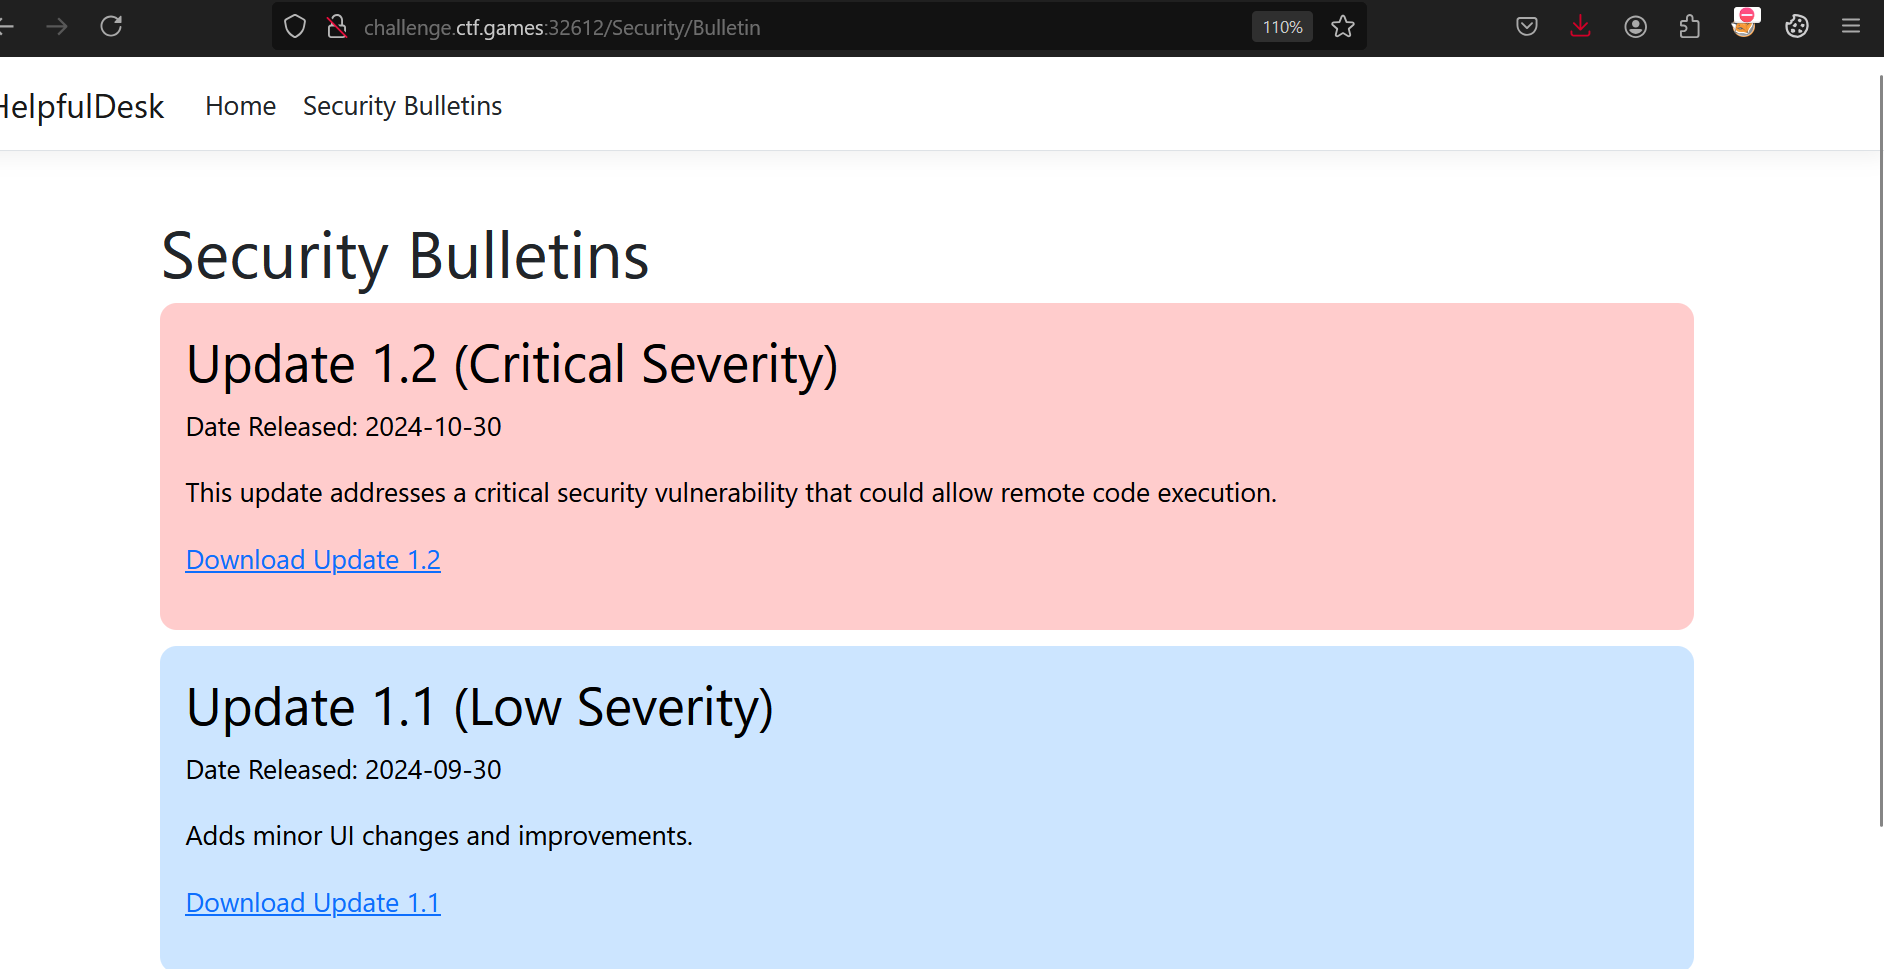 challenge.ctf.games:32612/Security/Bulletin 110%
HelpfulDesk Home Security Bulletins
Security Bulletins
Update 1.2 (Critical Severity)
Date Released: 2024-10-30
This update addresses a critical security vulnerability that could allow remote code execution.
Download Update 1.2
Update 1.1 (Low Severity)
Date Released: 2024-09-30
Adds minor UI changes and improvements.
Download Update 1.1